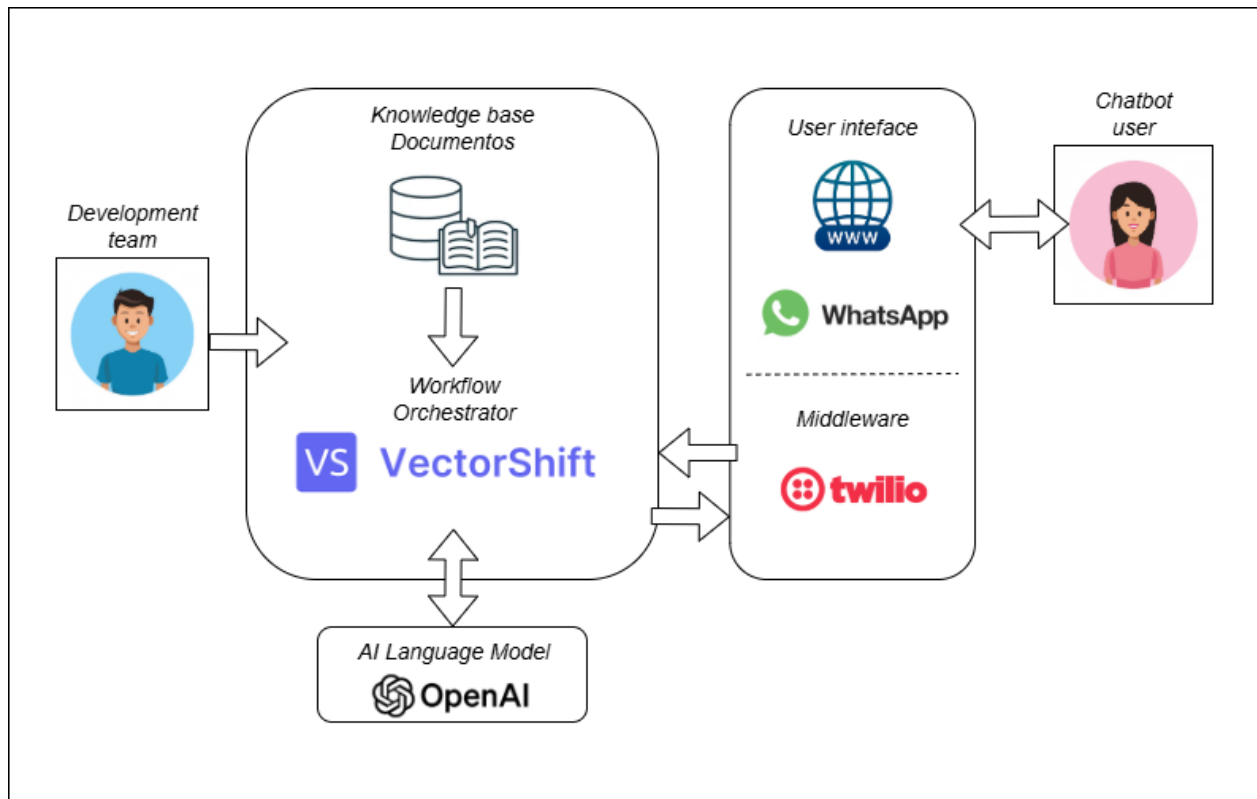 Development
team
Knowledge base
Documentos
Workflow
Orchestrator
VS VectorShift
AI Language Model
OpenAI
User inteface
WWW
WhatsApp
Middleware
twilio
Chatbot
user